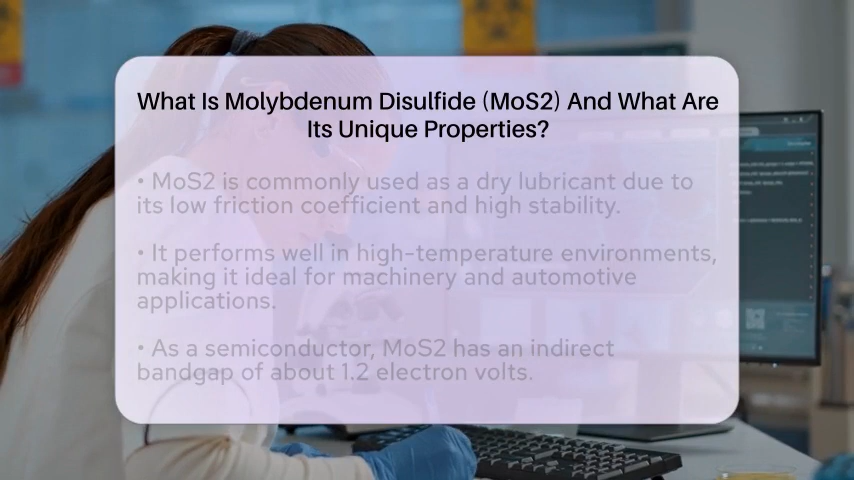 What Is Molybdenum Disulfide (MoS2) And What Are
Its Unique Properties?
• MoS2 is commonly used as a dry lubricant due to
its low friction coefficient and high stability.
• It performs well in high-temperature environments,
making it ideal for machinery and automotive
applications.
• As a semiconductor, MoS2 has an indirect
bandgap of about 1.2 electron volts.